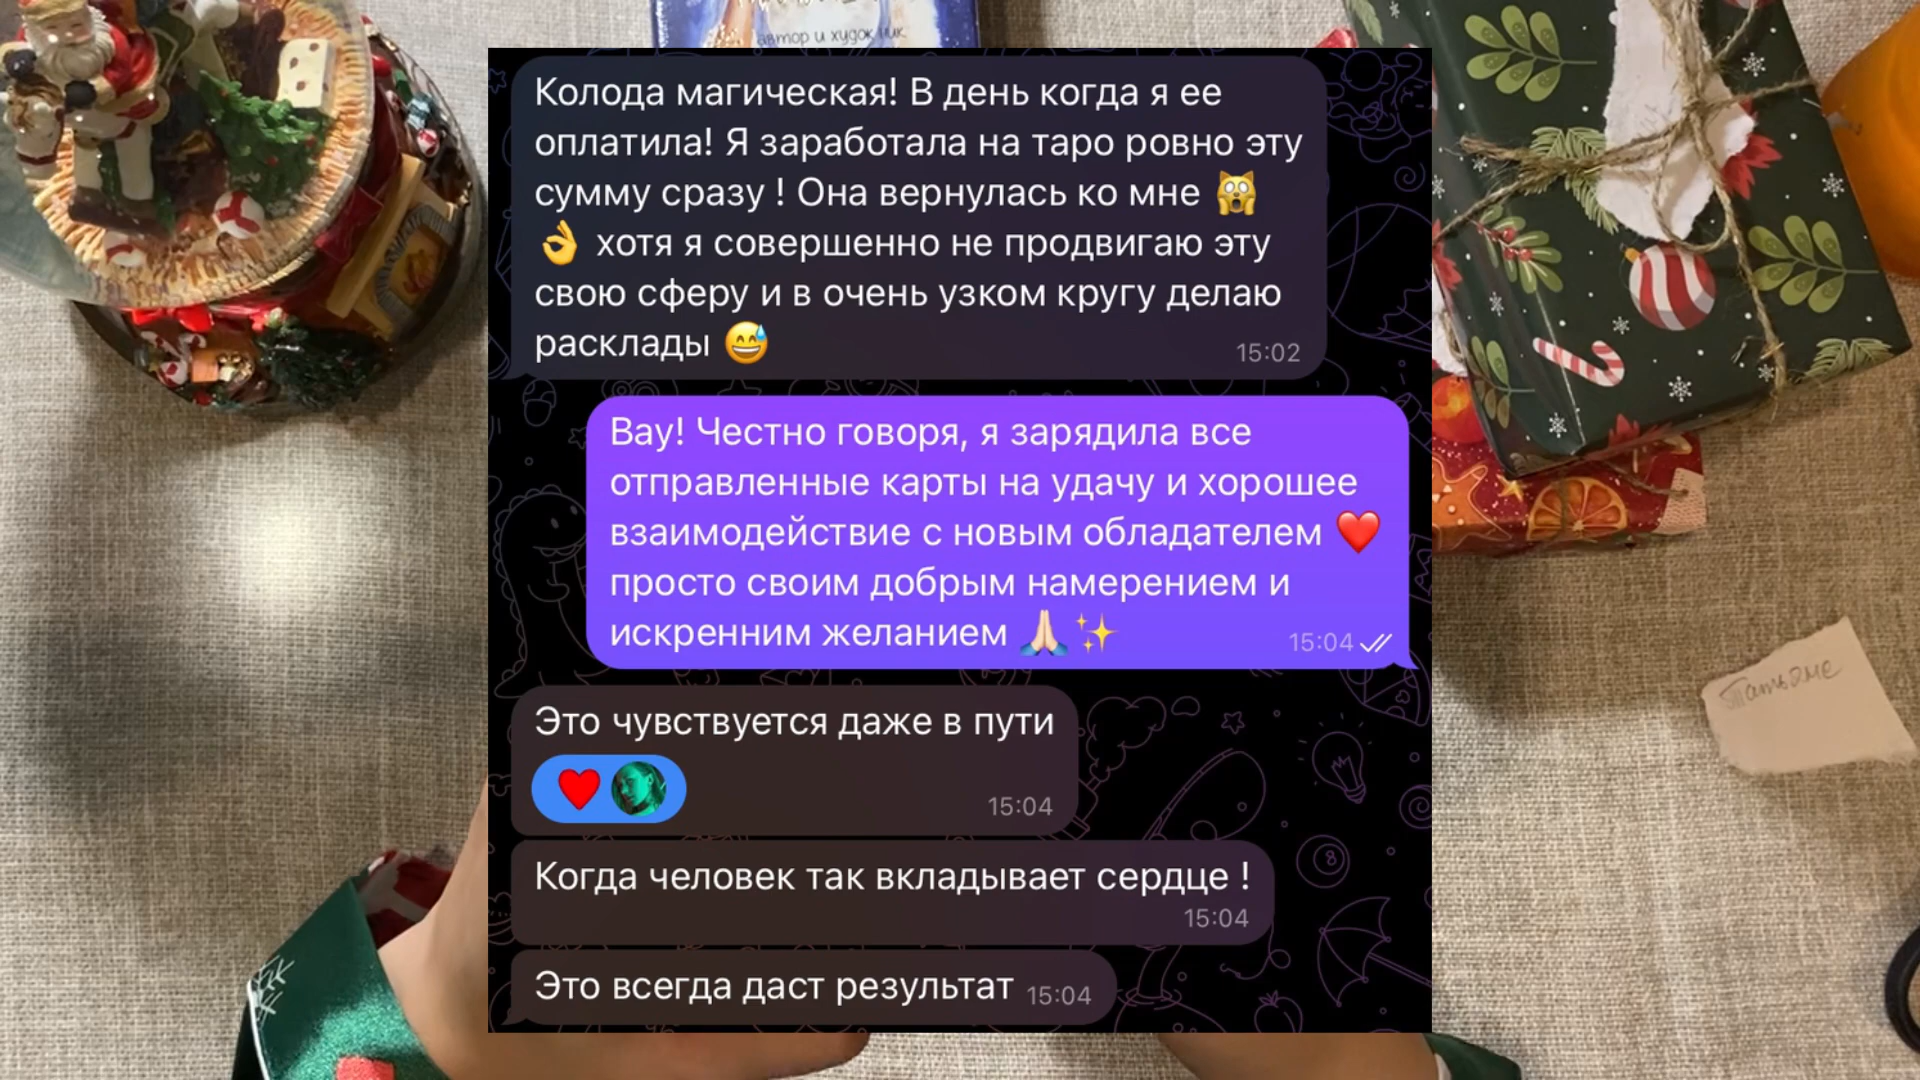 автор и художник
Колода магическая! В день когда я ее
оплатила! Я заработала на таро ровно эту
сумму сразу ! Она вернулась ко мне 🙀
👌 хотя я совершенно не продвигаю эту
свою сферу и в очень узком кругу делаю
расклады 😅
15:02
Вау! Честно говоря, я зарядила все
отправленные карты на удачу и хорошее
взаимодействие с новым обладателем ❤️
просто своим добрым намерением и
искренним желанием 🙏🏻✨
15:04
Это чувствуется даже в пути
15:04
Когда человек так вкладывает сердце !
15:04
Это всегда даст результат 15:04
Татьяне